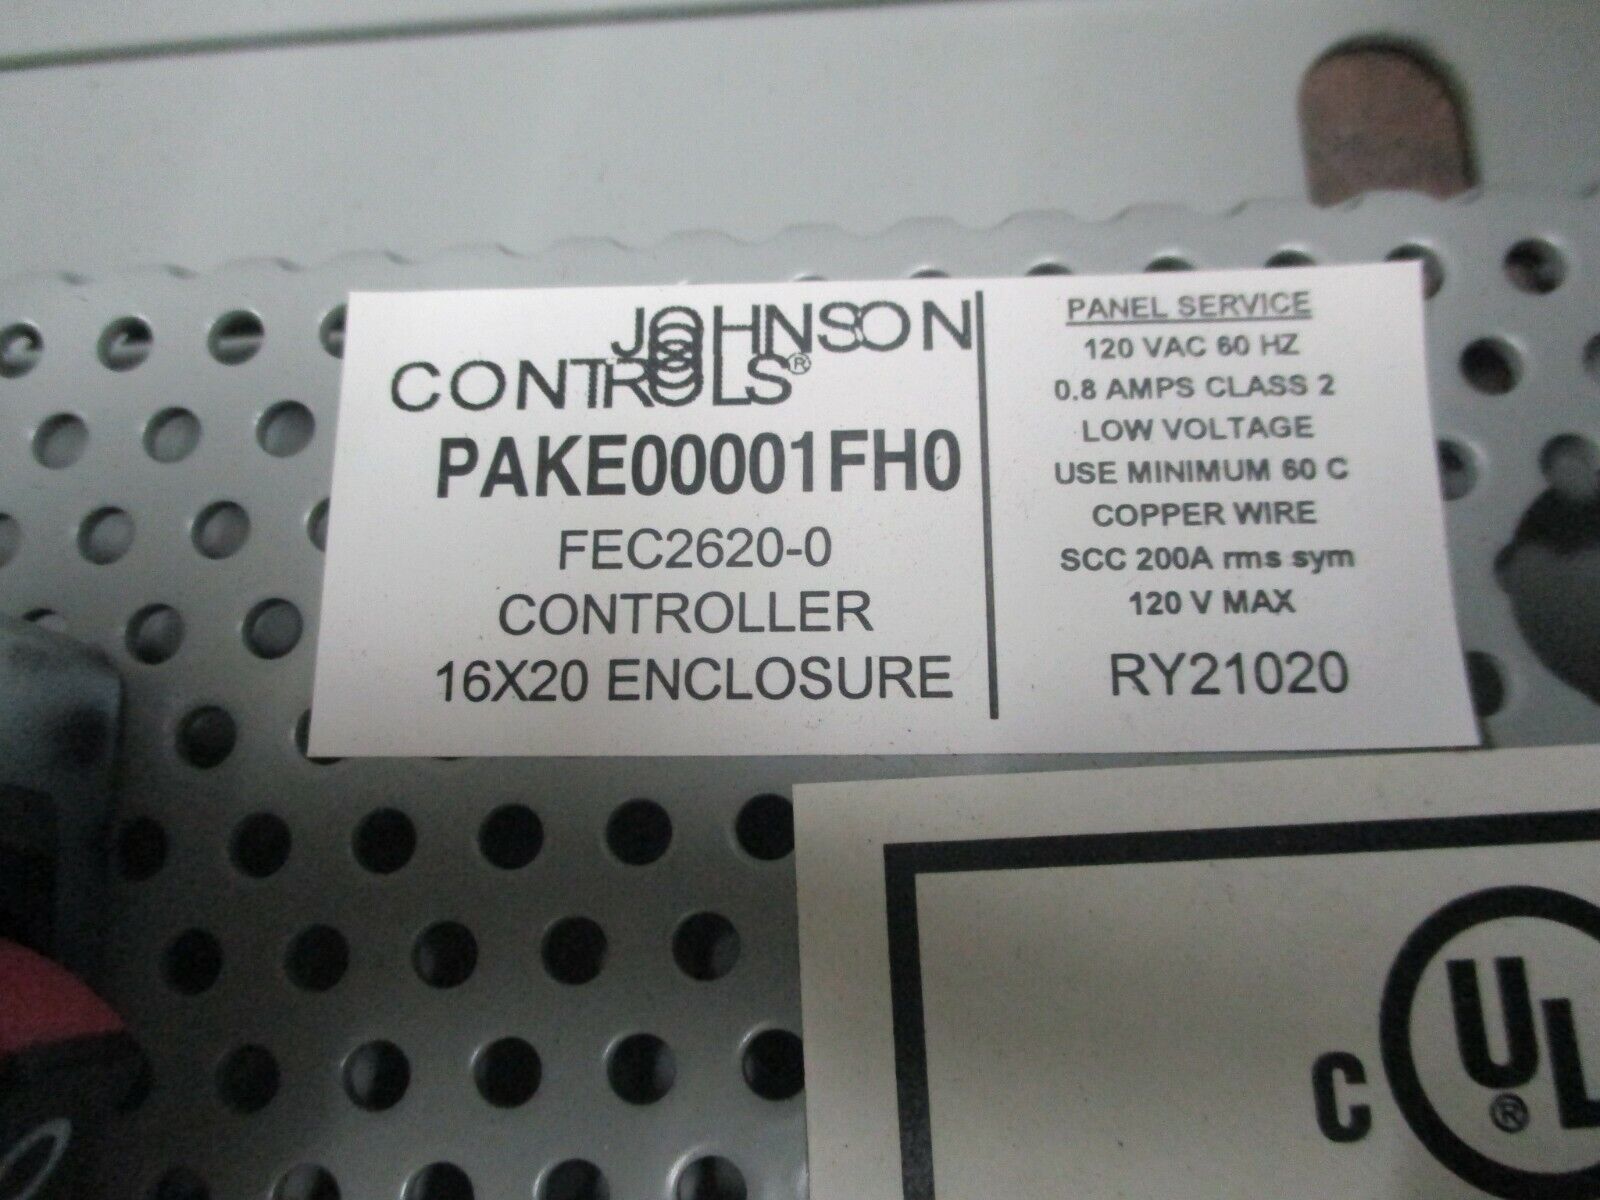 JOHNSON
CONTROLS®
PAKE00001FH0
FEC2620-0
CONTROLLER
16X20 ENCLOSURE
PANEL SERVICE
120 VAC 60 HZ
0.8 AMPS CLASS 2
LOW VOLTAGE
USE MINIMUM 60 C
COPPER WIRE
SCC 200A rms sym
120 V MAX
RY21020
C UL ®